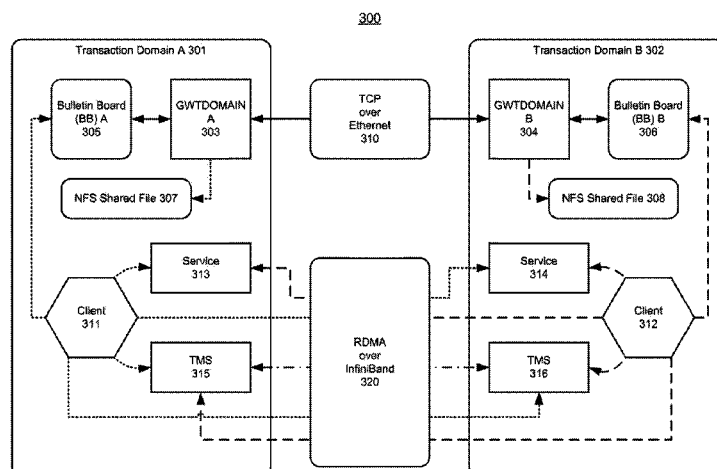 300
Transaction Domain A 301
Transaction Domain B 302
Bulletin Board
(BB) A
305
GWTDOMAIN
A
303
TCP
over
Ethernet
310
GWTDOMAIN
B
304
Bulletin Board
(BB) B
306
NFS Shared File 307
NFS Shared File 308
Service
313
Service
314
Client
311
RDMA
over
InfiniBand
320
Client
312
TMS
315
TMS
316